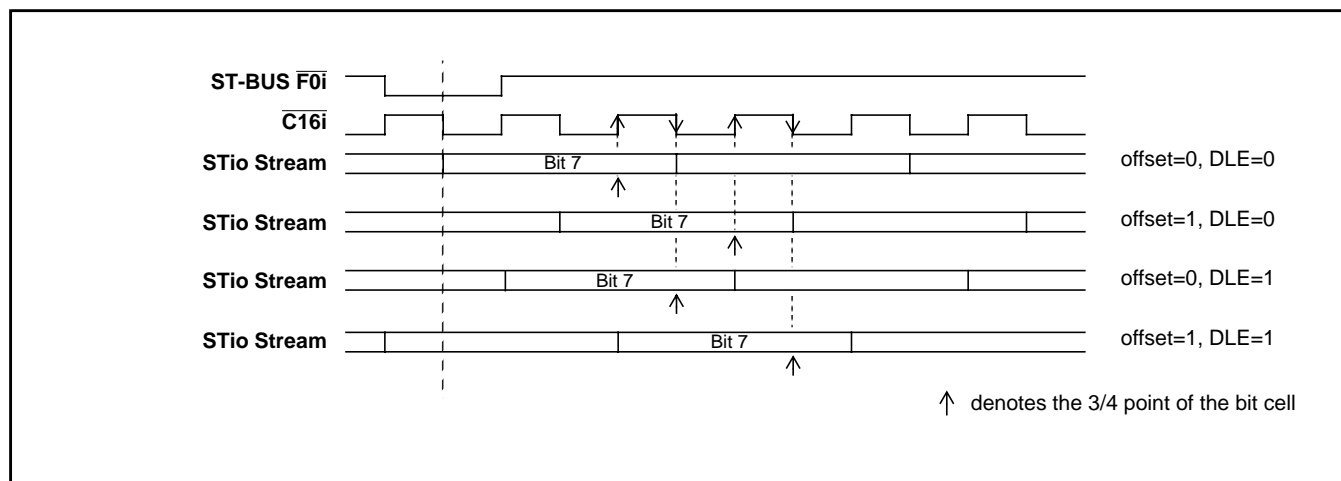 ST-BUS F0i
C16i
STio Stream Bit 7 offset=0, DLE=0
STio Stream Bit 7 offset=1, DLE=0
STio Stream Bit 7 offset=0, DLE=1
STio Stream Bit 7 offset=1, DLE=1
denotes the 3/4 point of the bit cell